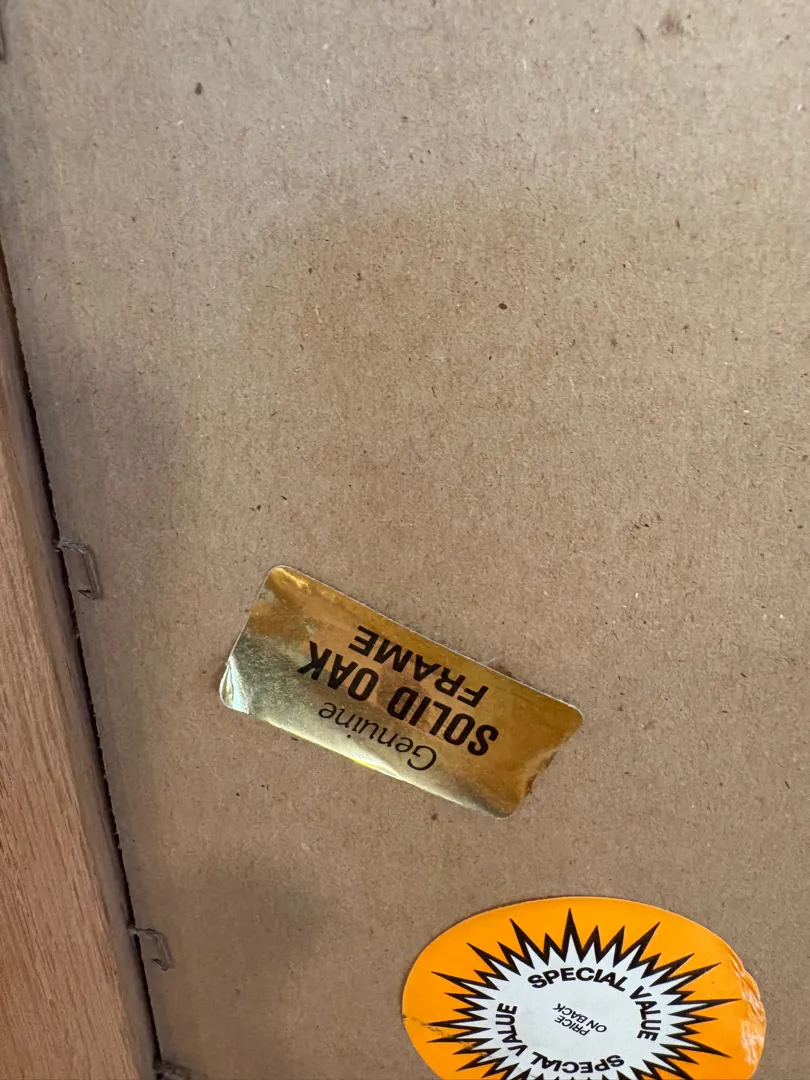 Genuine
SOLID OAK
FRAME
SPECIAL VALUE
PRICE
ON BACK
SPECIAL VALUE